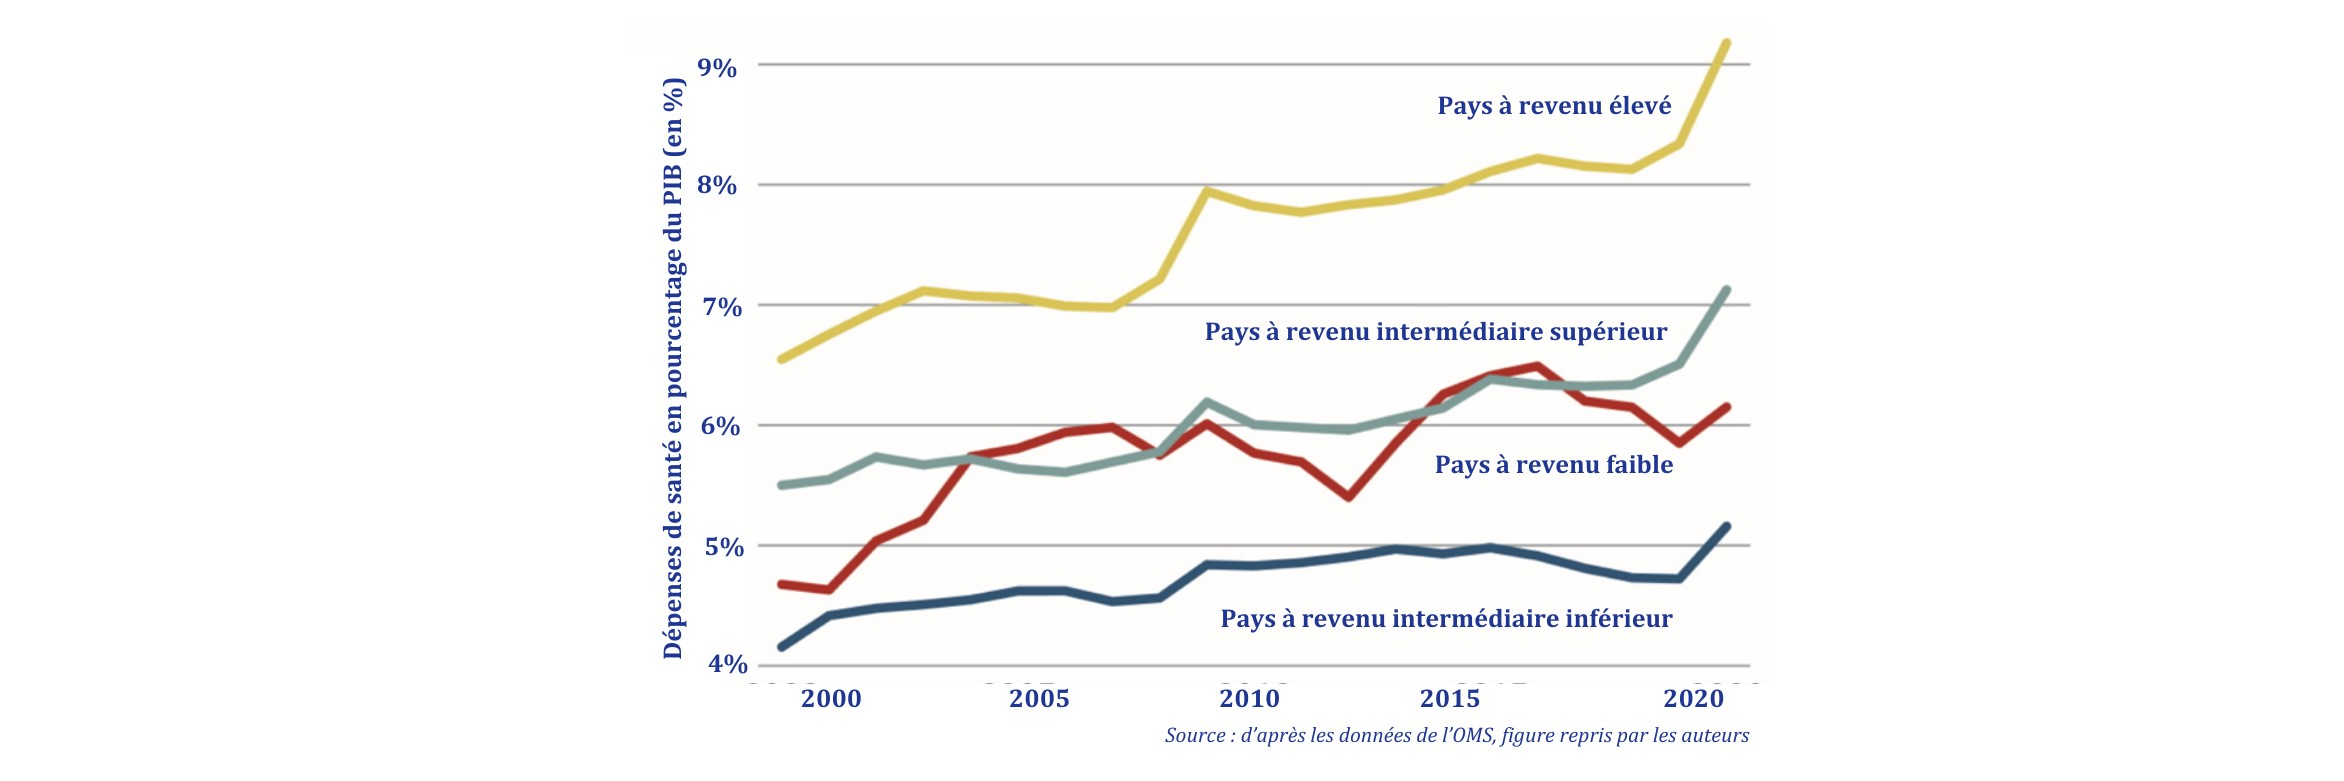 Dépenses de santé en pourcentage du PIB (en %)
9%
Pays à revenu élevé
8%
7%
Pays à revenu intermédiaire supérieur
6%
Pays à revenu faible
5%
Pays à revenu intermédiaire inférieur
4%
2000 2005 2010 2015 2020
Source : d'après les données de l'OMS, figure repris par les auteurs